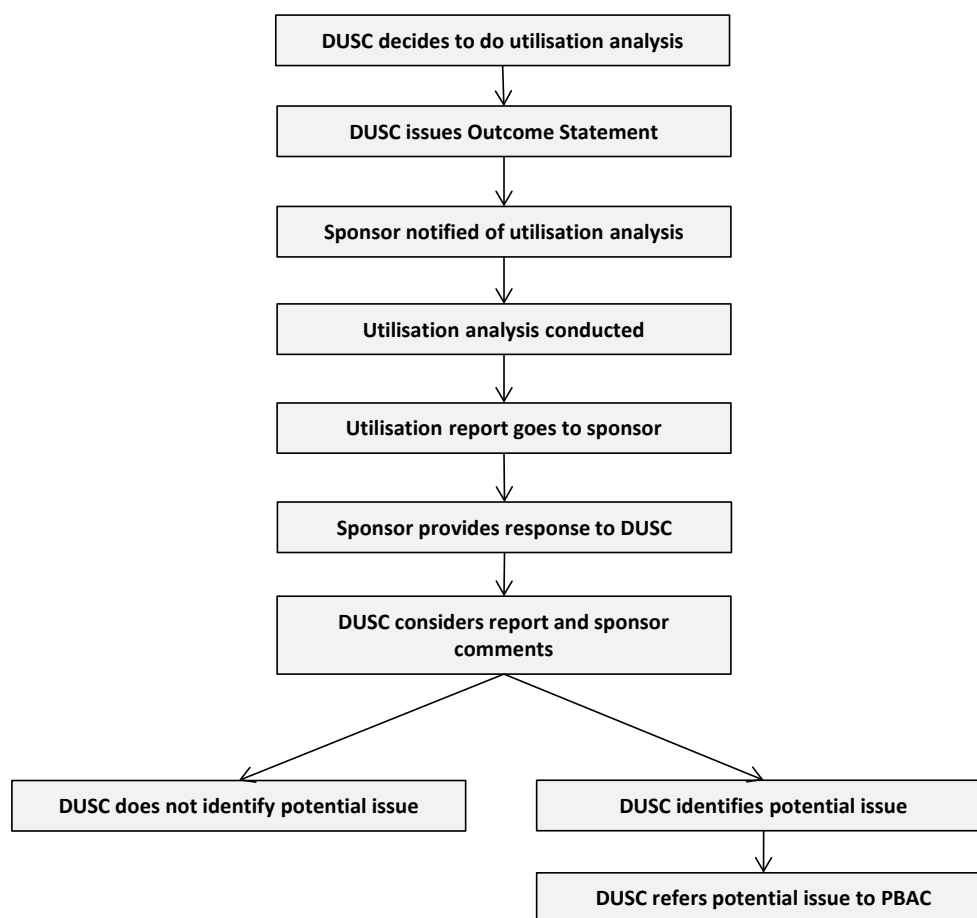 DUSC decides to do utilisation analysis
DUSC issues Outcome Statement
Sponsor notified of utilisation analysis
Utilisation analysis conducted
Utilisation report goes to sponsor
Sponsor provides response to DUSC
DUSC considers report and sponsor
comments
DUSC does not identify potential issue
DUSC identifies potential issue
DUSC refers potential issue to PBAC